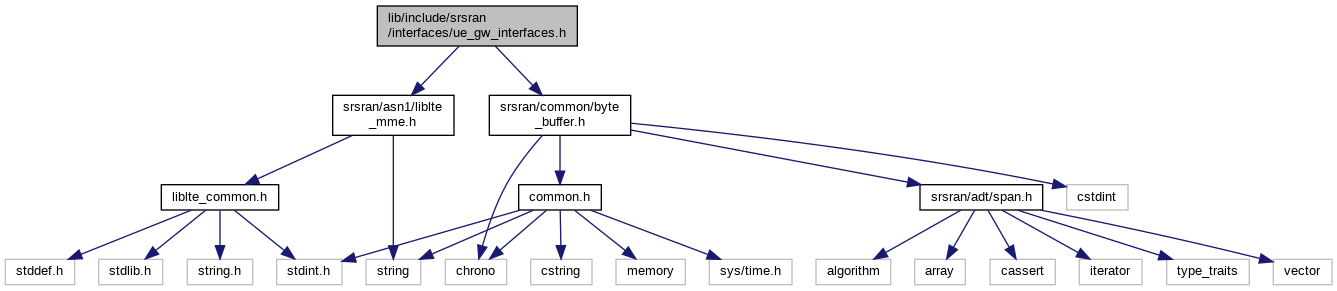 lib/include/srsran
/interfaces/ue_gw_interfaces.h
srsran/asn1/liblte
_mme.h
srsran/common/byte
_buffer.h
liblte_common.h
common.h
srsran/adt/span.h
cstdint
stddef.h
stdlib.h
string.h
stdint.h
string
chrono
cstring
memory
sys/time.h
algorithm
array
cassert
iterator
type_traits
vector